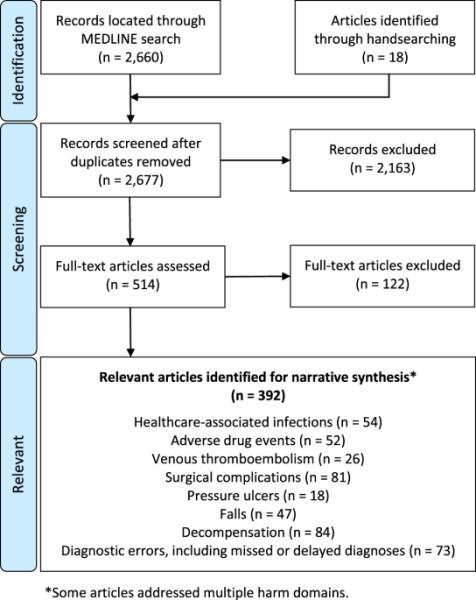 Identification
Records located through
MEDLINE search
(n = 2,660)
Articles identified
through handsearching
(n = 18)
Screening
Records screened after
duplicates removed
(n = 2,677)
Records excluded
(n = 2,163)
Full-text articles assessed
(n = 514)
Full-text articles excluded
(n = 122)
Relevant
Relevant articles identified for narrative synthesis*
(n = 392)
Healthcare-associated infections (n = 54)
Adverse drug events (n = 52)
Venous thromboembolism (n = 26)
Surgical complications (n = 81)
Pressure ulcers (n = 18)
Falls (n = 47)
Decompensation (n = 84)
Diagnostic errors, including missed or delayed diagnoses (n = 73)
*Some articles addressed multiple harm domains.